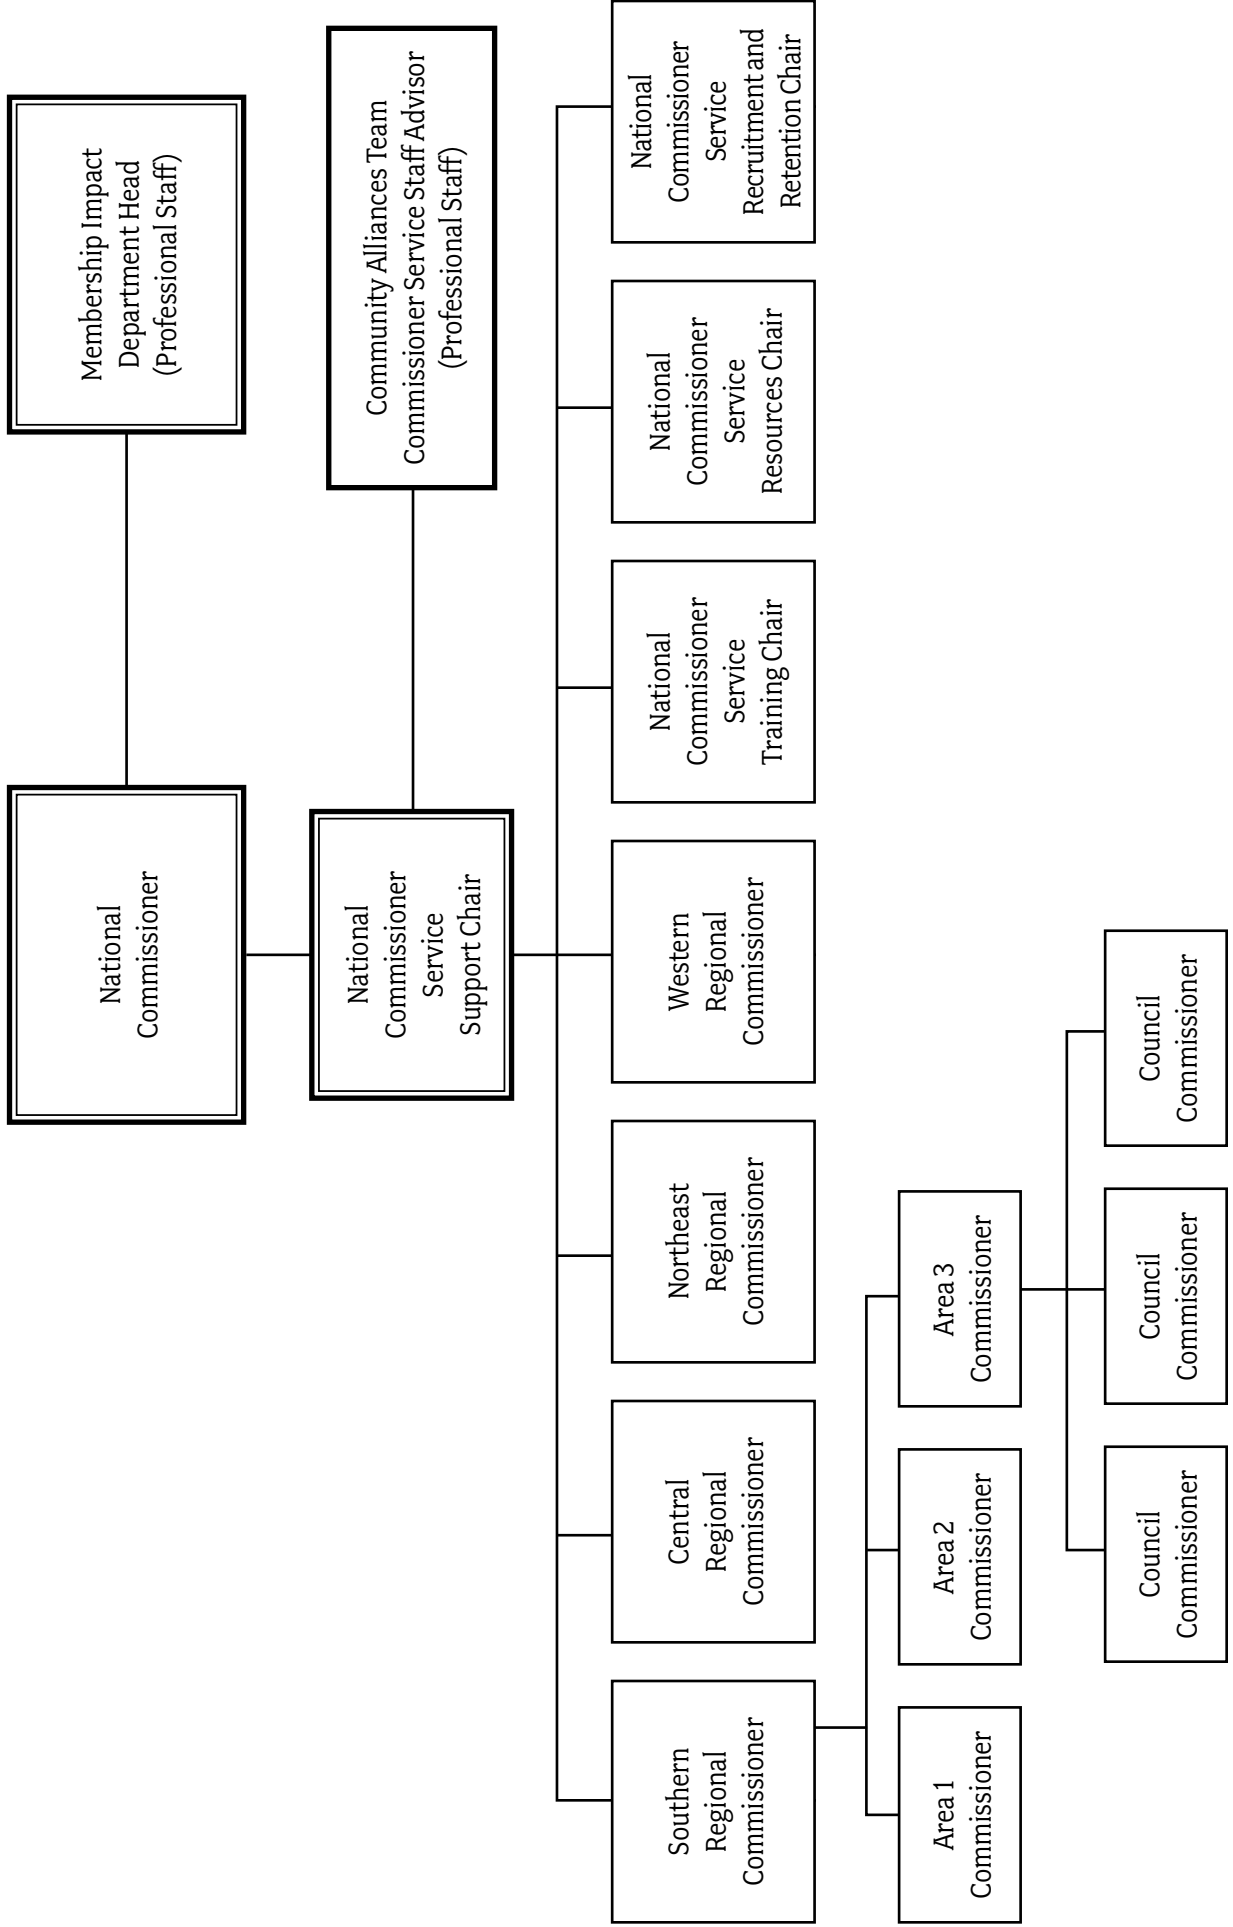 National
Commissioner
Membership Impact
Department Head
(Professional Staff)
National
Commissioner
Service
Support Chair
Community Alliances Team
Commissioner Service Staff Advisor
(Professional Staff)
Southern
Regional
Commissioner
Central
Regional
Commissioner
Northeast
Regional
Commissioner
Western
Regional
Commissioner
National
Commissioner
Service
Training Chair
National
Commissioner
Service
Resources Chair
National
Commissioner
Service
Recruitment and
Retention Chair
Area 1
Commissioner
Area 2
Commissioner
Area 3
Commissioner
Council
Commissioner
Council
Commissioner
Council
Commissioner